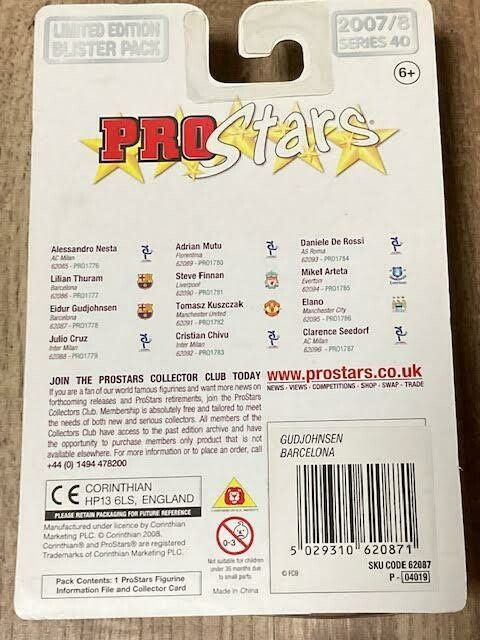 LIMITED EDITION
BLISTER PACK
2007/8
SERIES 40
6+
PROStars
Alessandro Nesta
AC Milan
62085 - PRO1776
Lilian Thuram
Barcelona
62086 - PRO1777
Eidur Gudjohnsen
Barcelona
62087 - PRO1778
Julio Cruz
Inter Milan
62088 - PRO1779
Adrian Mutu
Fiorentina
62089 - PRO1780
Steve Finnan
Liverpool
62090 - PRO1781
Tomasz Kuszczak
Manchester United
62091 - PRO1782
Cristian Chivu
Inter Milan
62092 - PRO1783
Daniele De Rossi
AS Roma
62093 - PRO1784
Mikel Arteta
Everton
62094 - PRO1785
Elano
Manchester City
62095 - PRO1786
Clarence Seedorf
AC Milan
62096 - PRO1787
Everton
JOIN THE PROSTARS COLLECTOR CLUB TODAY
If you are a fan of our world famous figurines and want more news on
forthcoming releases and ProStars retirements, join the ProStars
Collectors Club. Membership is absolutely free and tailored to meet
the needs of both new and serious collectors. All members of the
Collectors Club have access to the past edition archive and have
the opportunity to purchase members only product that is not
available elsewhere. For more information or to place an order, call
+44 (0) 1494 478200
www.prostars.co.uk
NEWS - VIEWS - COMPETITIONS - SHOP - SWAP - TRADE
CE CORINTHIAN
HP13 6LS, ENGLAND
PLEASE RETAIN PACKAGING FOR FUTURE REFERENCE
Manufactured under licence by Corinthian
Marketing PLC. © Corinthian 2008.
Corinthian® and ProStars® are registered
Trademarks of Corinthian Marketing PLC.
Pack Contents: 1 ProStars Figurine
Information File and Collector Card
0-3
Not suitable for children
under 36 months due
to small parts.
Made in China
GUDJOHNSEN
BARCELONA
5 029310 620871
SKU CODE 62087
P - 04019
© FCB